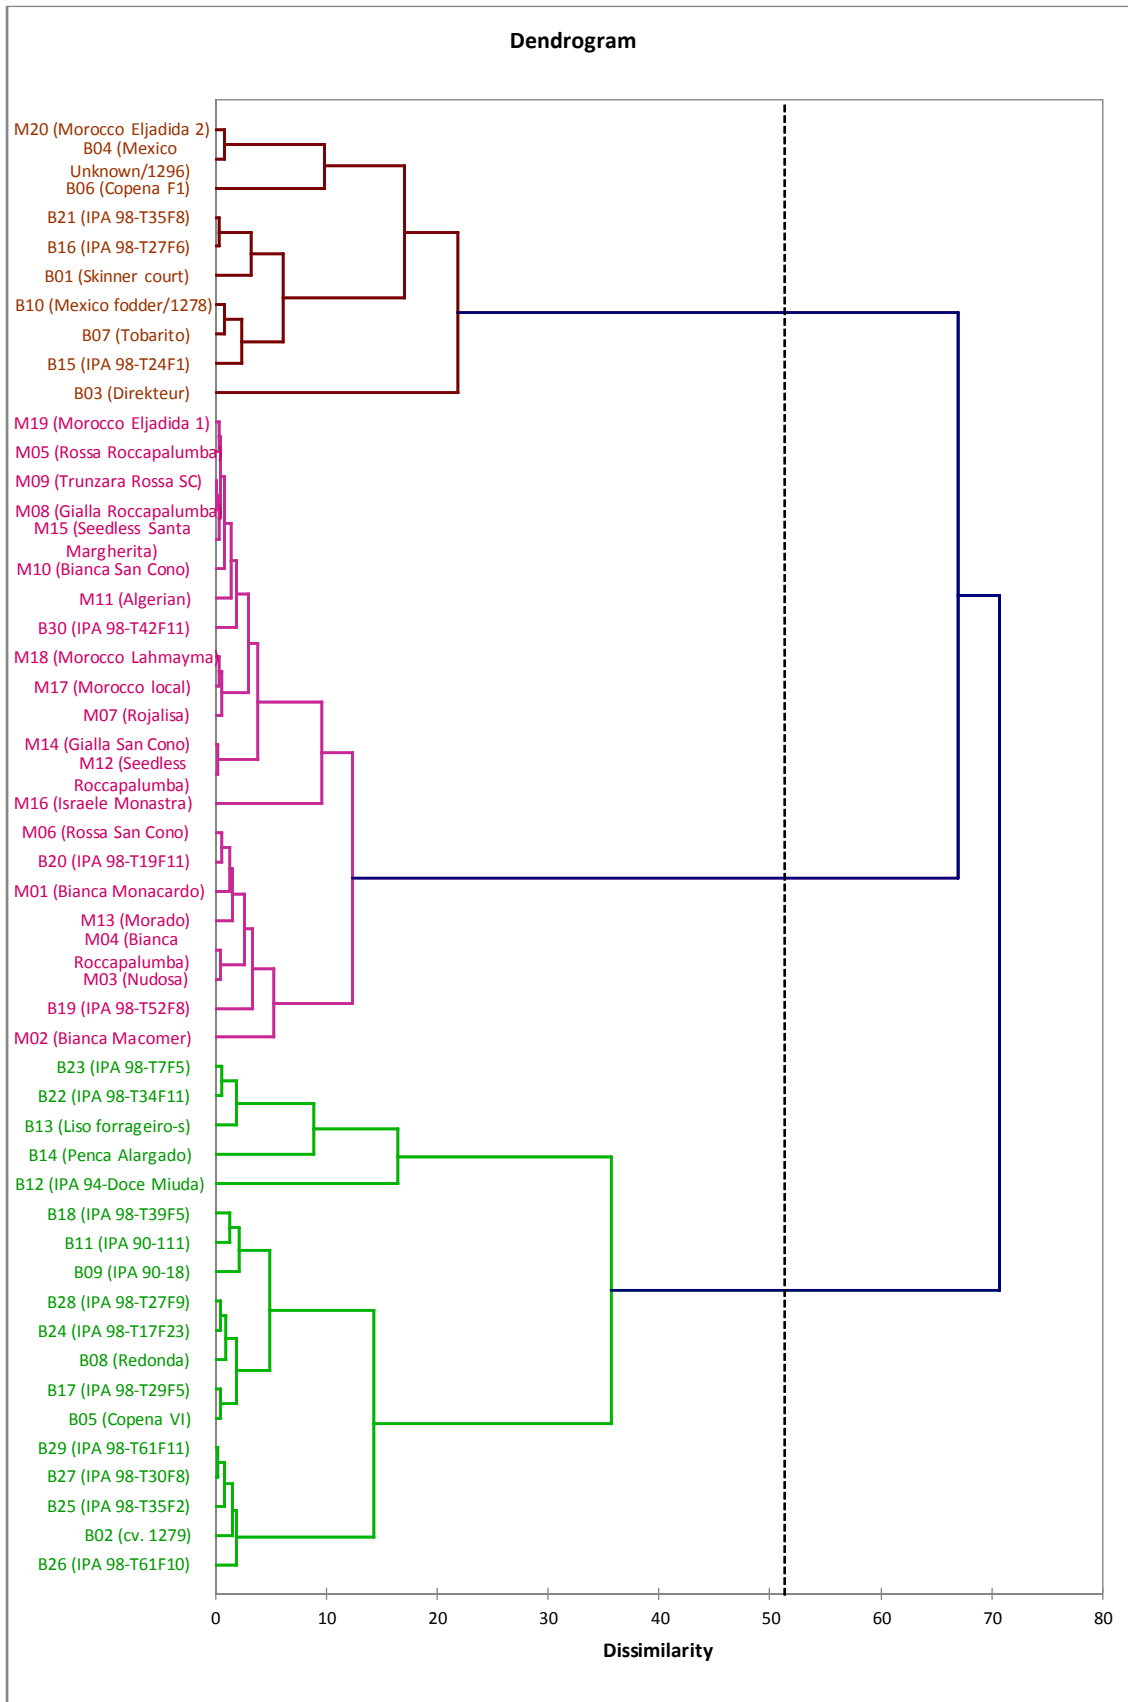 Dendrogram
M20 (Morocco Eljadida 2)
B04 (Mexico
Unknown/1296)
B06 (Copena F1)
B21 (IPA 98-T35F8)
B16 (IPA 98-T27F6)
B01 (Skinner court)
B10 (Mexico fodder/1278)
B07 (Tobarito)
B15 (IPA 98-T24F1)
B03 (Direkteur)
M19 (Morocco Eljadida 1)
M05 (Rossa Roccapalumba
M09 (Trunzara Rossa SC)
M08 (Gialla Roccapalumba
M15 (Seedless Santa
Margherita)
M10 (Bianca San Cono)
M11 (Algerian)
B30 (IPA 98-T42F11)
M18 (Morocco Lahmayma)
M17 (Morocco local)
M07 (Rojalisa)
M14 (Gialla San Cono)
M12 (Seedless
Roccapalumba)
M16 (Israele Monastra)
M06 (Rossa San Cono)
B20 (IPA 98-T19F11)
M01 (Bianca Monacardo)
M13 (Morado)
M04 (Bianca
Roccapalumba)
M03 (Nudosa)
B19 (IPA 98-T52F8)
M02 (Bianca Macomer)
B23 (IPA 98-T7F5)
B22 (IPA 98-T34F11)
B13 (Liso forrageiro-s)
B14 (Penca Alargado)
B12 (IPA 94-Doce Miuda)
B18 (IPA 98-T39F5)
B11 (IPA 90-111)
B09 (IPA 90-18)
B28 (IPA 98-T27F9)
B24 (IPA 98-T17F23)
B08 (Redonda)
B17 (IPA 98-T29F5)
B05 (Copena VI)
B29 (IPA 98-T61F11)
B27 (IPA 98-T30F8)
B25 (IPA 98-T35F2)
B02 (cv. 1279)
B26 (IPA 98-T61F10)
0 10 20 30 40 50 60 70 80
Dissimilarity